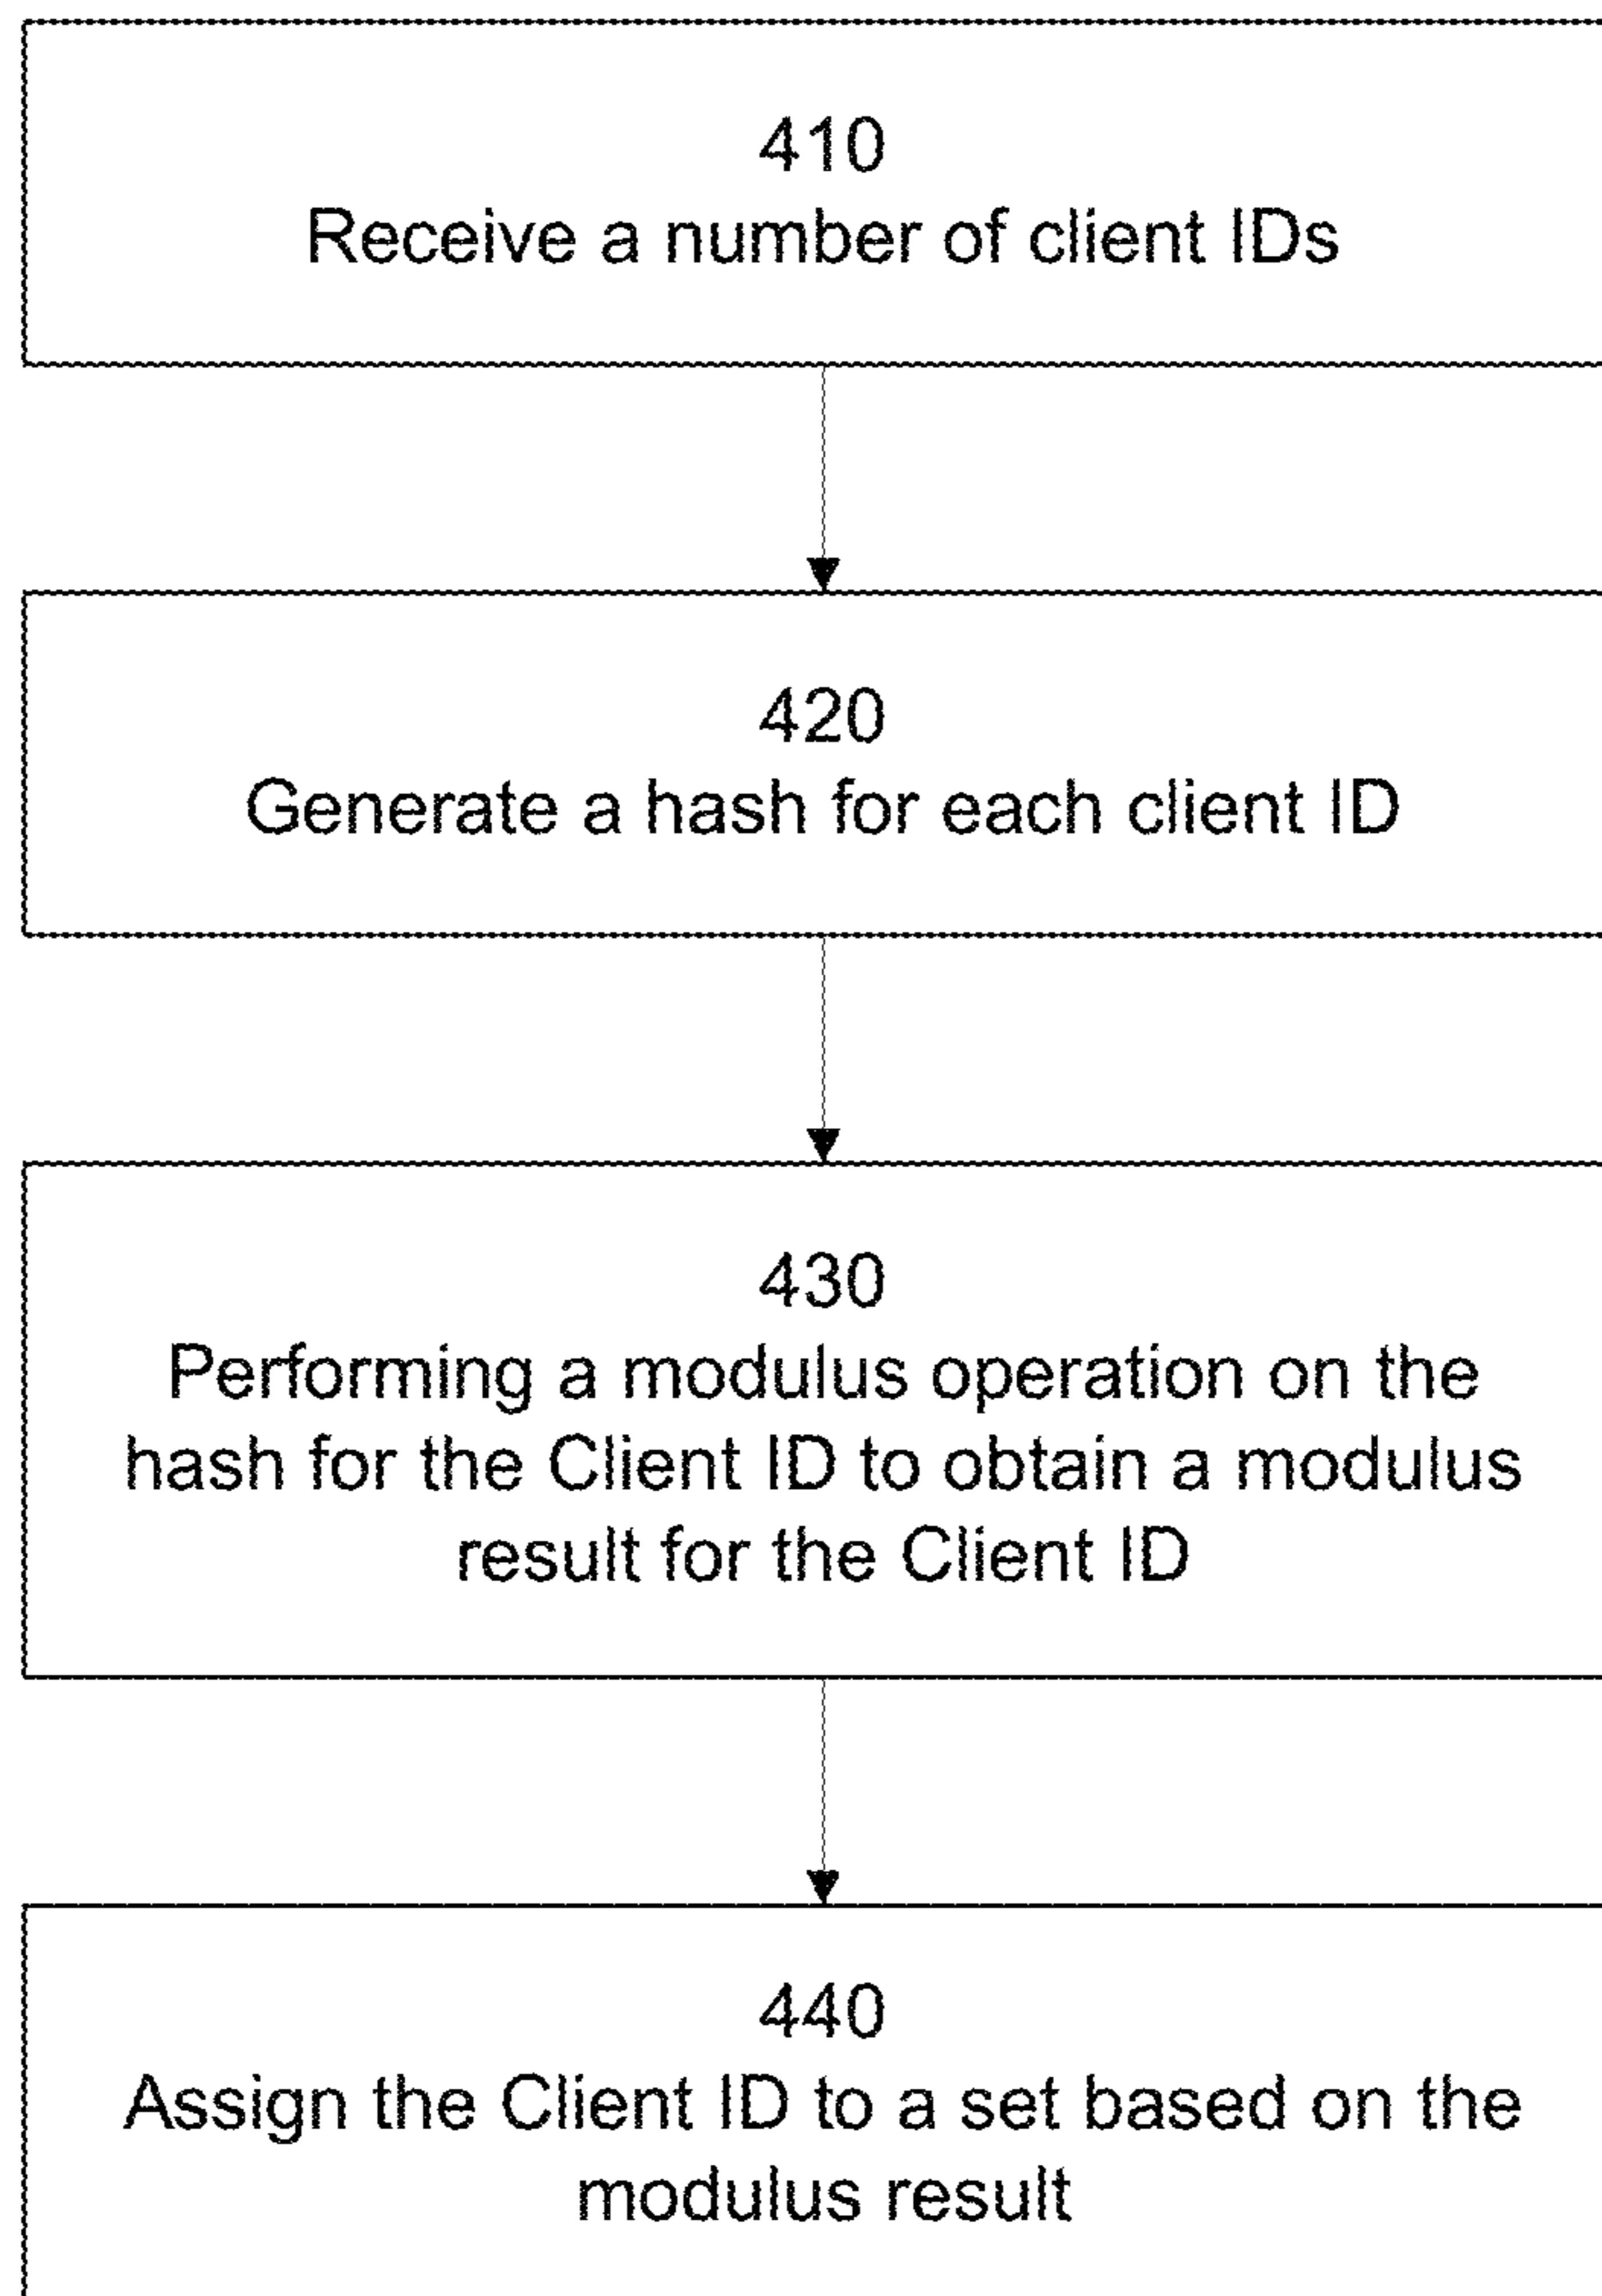 410
Receive a number of client IDs
420
Generate a hash for each client ID
430
Performing a modulus operation on the
hash for the Client ID to obtain a modulus
result for the Client ID
440
Assign the Client ID to a set based on the
modulus result